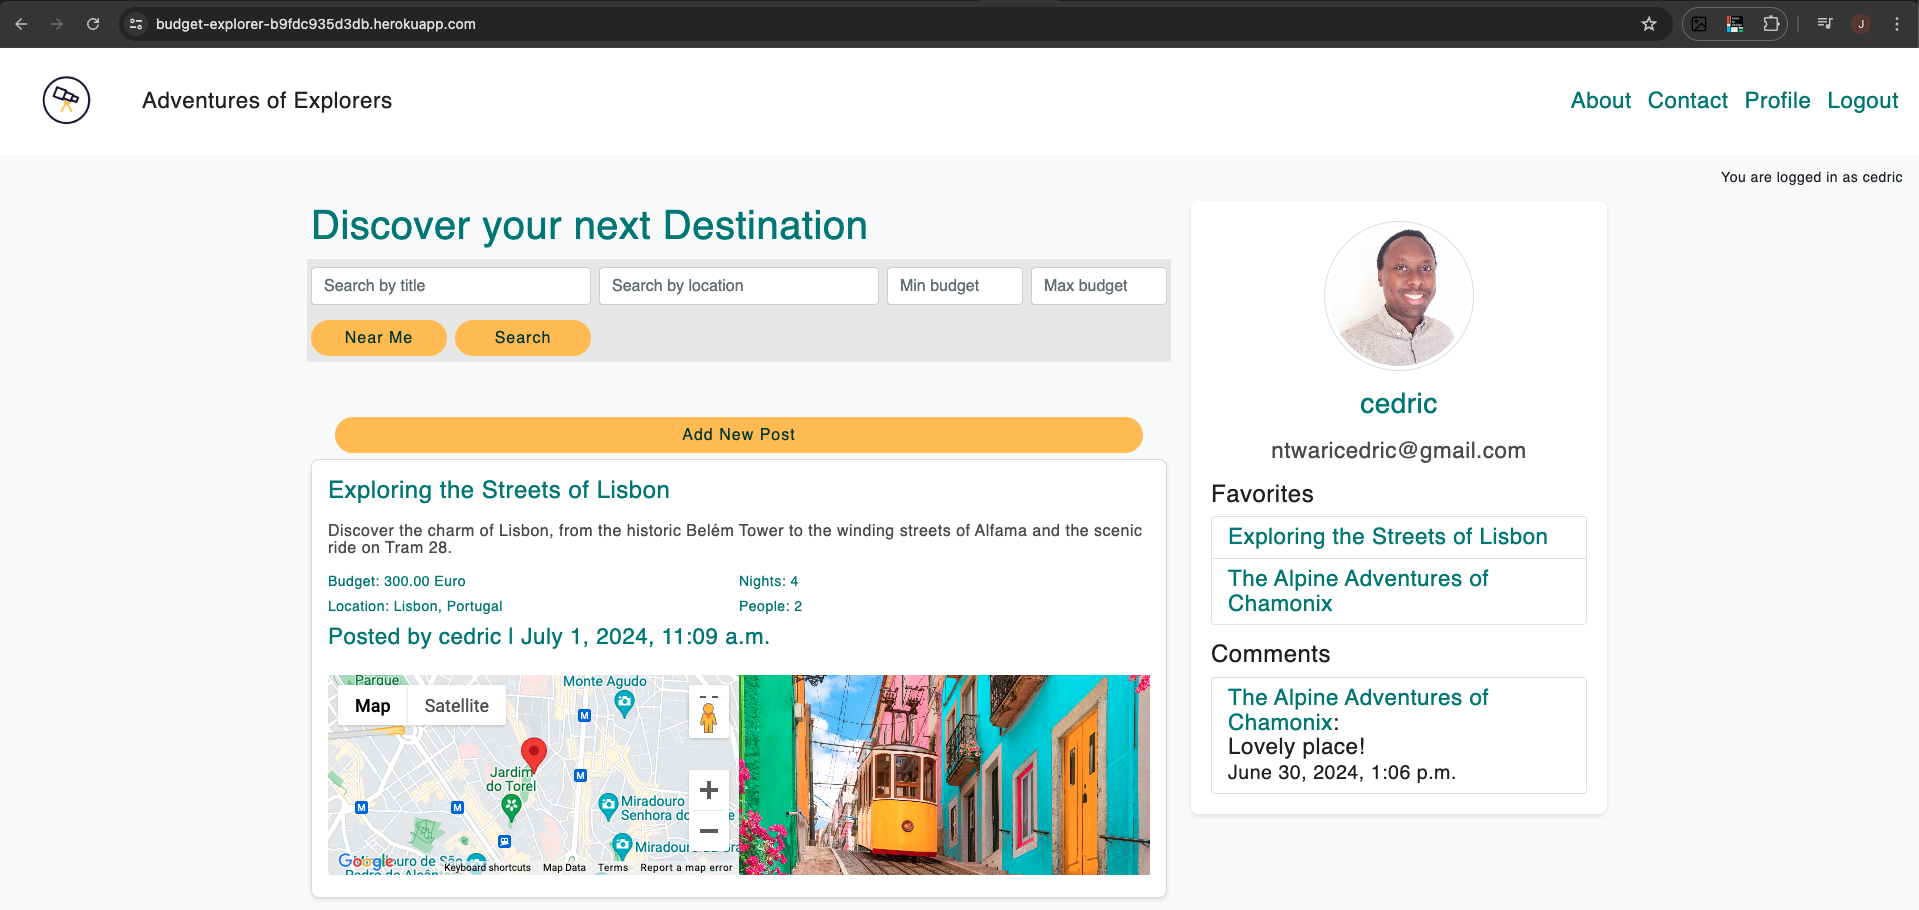 budget-explorer-b9fdc935d3db.herokuapp.com
J
Adventures of Explorers
About Contact Profile Logout
You are logged in as cedric
Discover your next Destination
Search by title
Search by location
Min budget
Max budget
Near Me
Search
Add New Post
Exploring the Streets of Lisbon
Discover the charm of Lisbon, from the historic Belém Tower to the winding streets of Alfama and the scenic
ride on Tram 28.
Budget: 300.00 Euro
Nights: 4
Location: Lisbon, Portugal
People: 2
Posted by cedric | July 1, 2024, 11:09 a.m.
Parque
Monte Agudo
Map
Satellite
M
Jardim
do Torel
M
M
M
Miradouro
Senhora do
Miradouro
Google
Keyboard shortcuts
Map Data
Terms
Report a map error
cedric
ntwaricedric@gmail.com
Favorites
Exploring the Streets of Lisbon
The Alpine Adventures of
Chamonix
Comments
The Alpine Adventures of
Chamonix:
Lovely place!
June 30, 2024, 1:06 p.m.